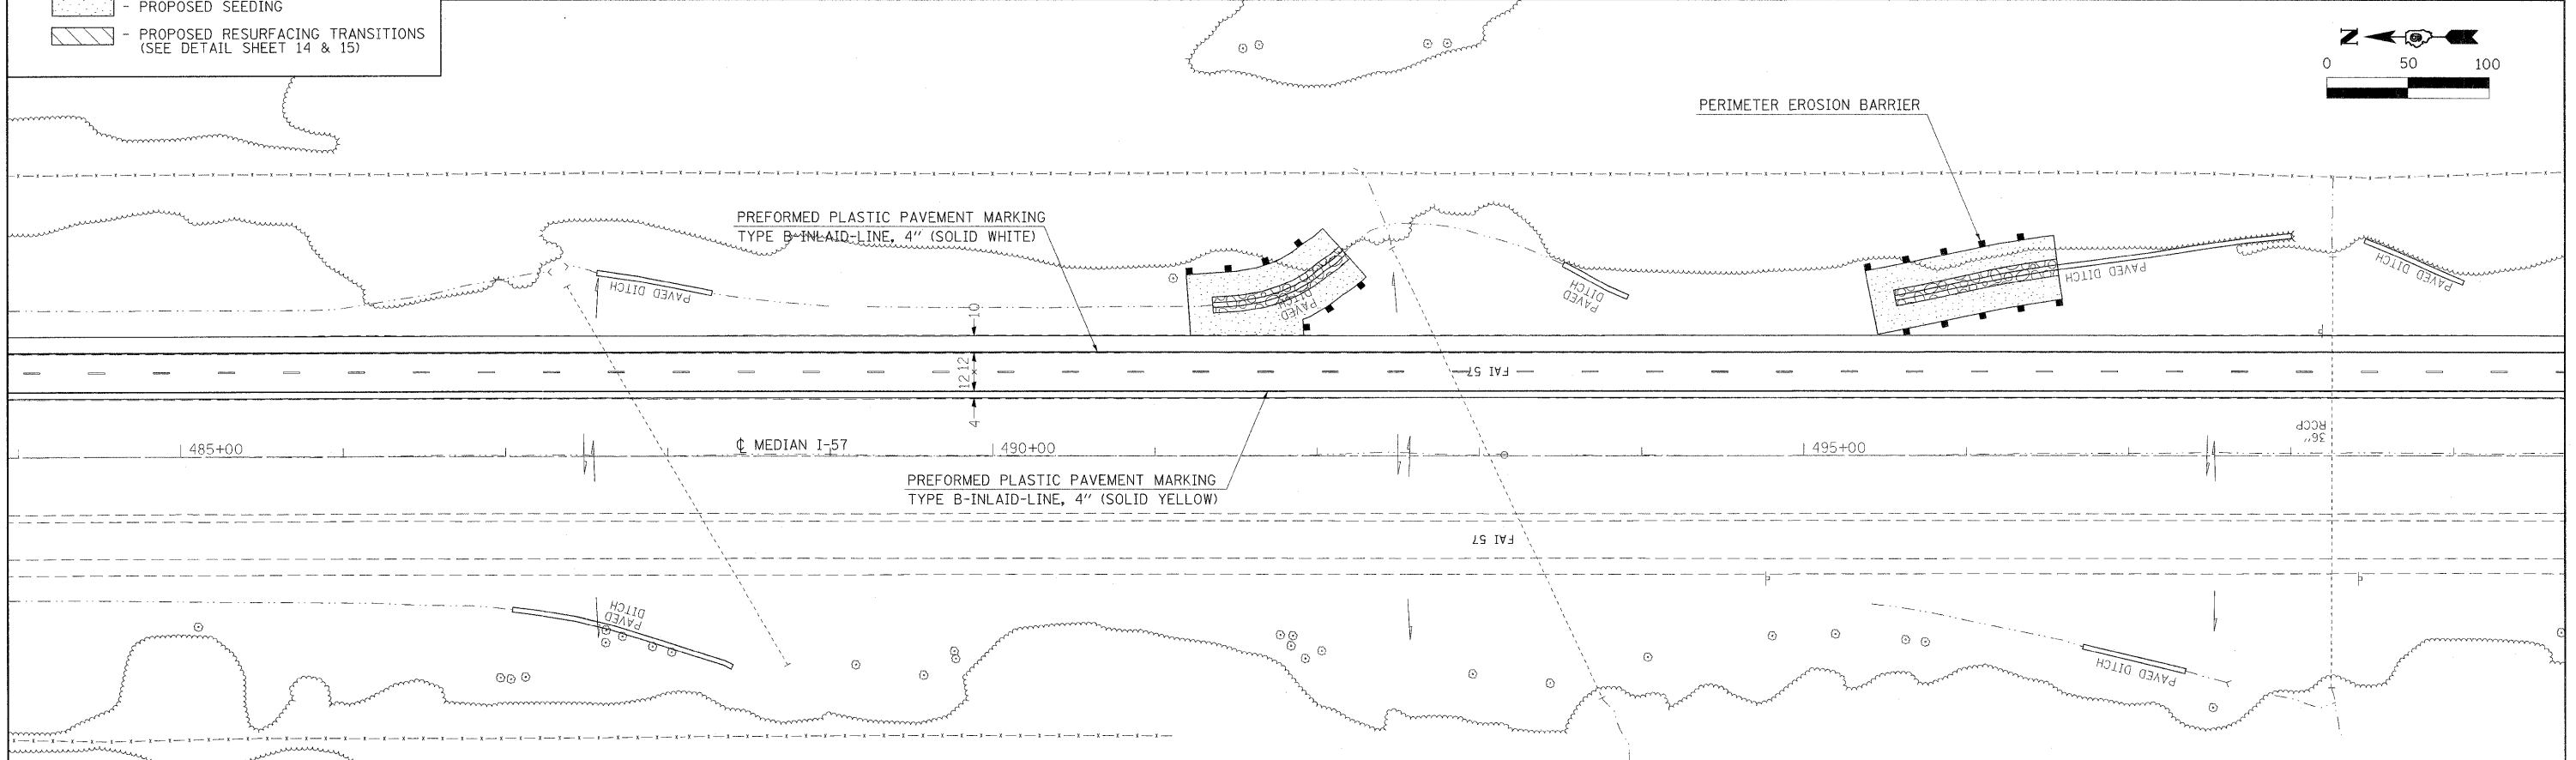 - PROPOSED SEEDING
- PROPOSED RESURFACING TRANSITIONS
(SEE DETAIL SHEET 14 & 15)
N
0 50 100
PERIMETER EROSION BARRIER
PREFORMED PLASTIC PAVEMENT MARKING
TYPE B-INLAID-LINE, 4" (SOLID WHITE)
PAVED DITCH
PAVED
DITCH
PAVED
DITCH
PAVED DITCH
PAVED DITCH
10
12 12
4
FAI 57
485+00
℄ MEDIAN I-57
490+00
495+00
36"
RCCP
PREFORMED PLASTIC PAVEMENT MARKING
TYPE B-INLAID-LINE, 4" (SOLID YELLOW)
FAI 57
PAVED
DITCH
PAVED DITCH